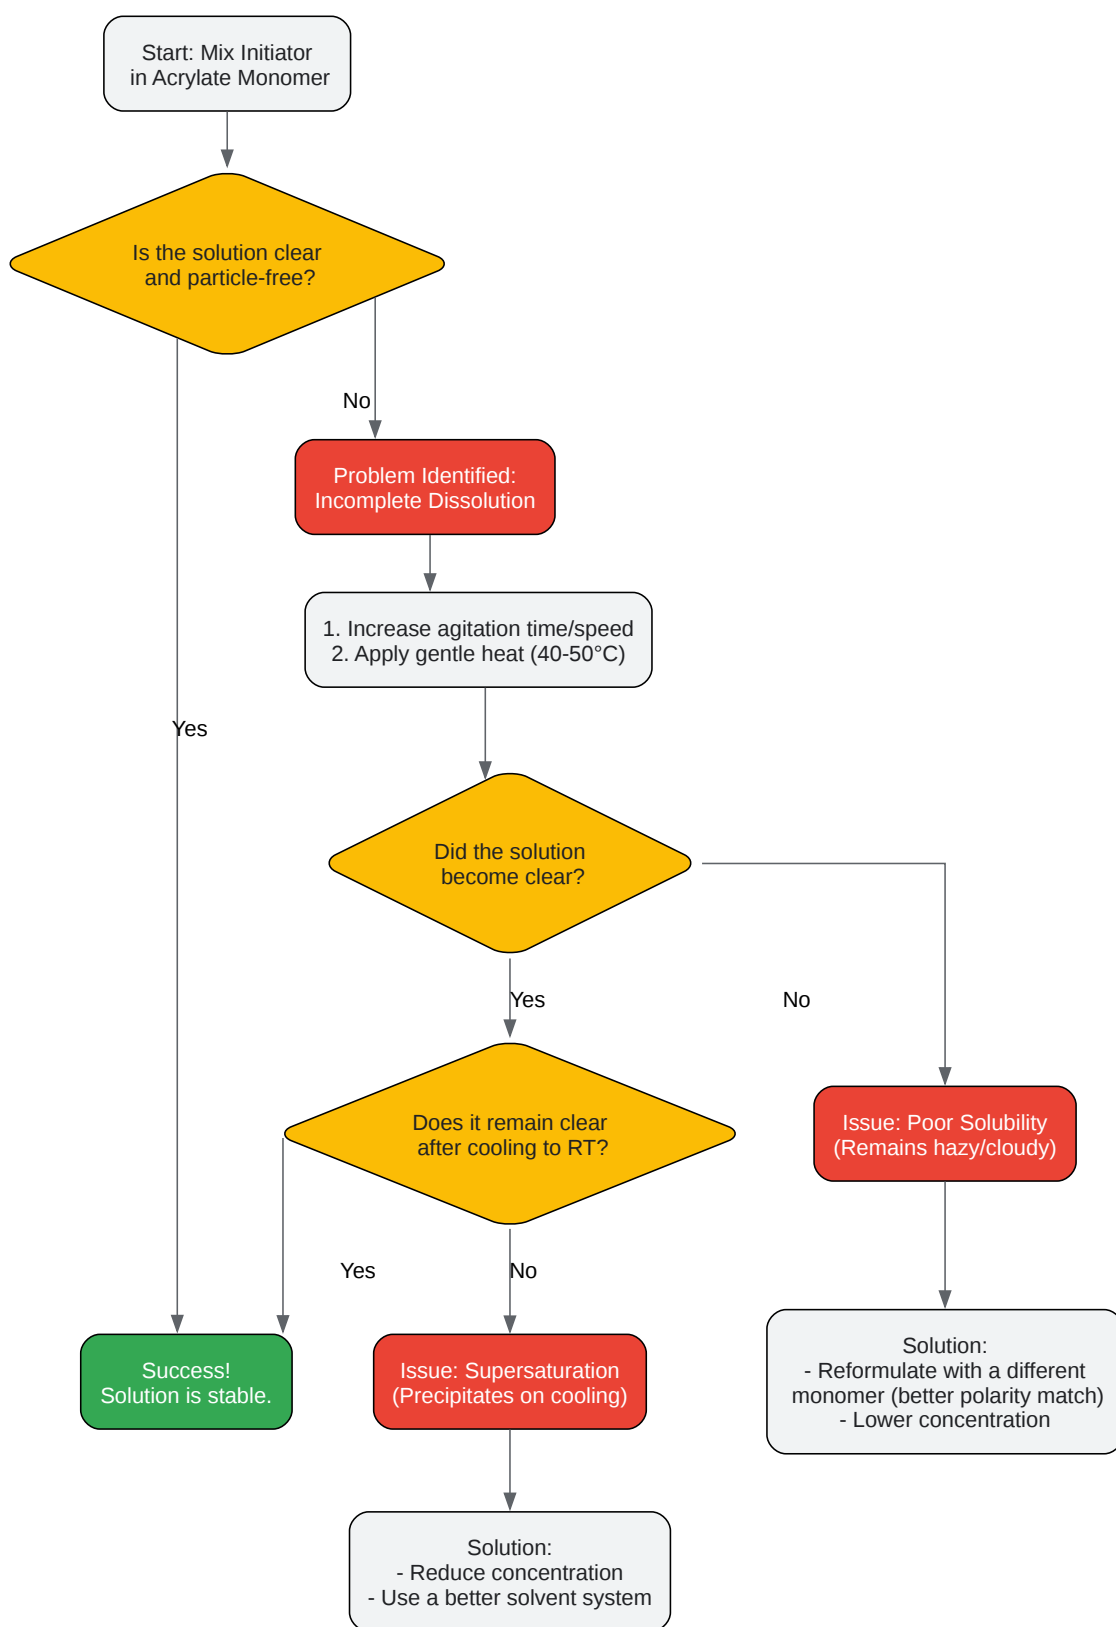 Start: Mix Initiator
in Acrylate Monomer
Is the solution clear
and particle-free?
No
Problem Identified:
Incomplete Dissolution
1. Increase agitation time/speed
2. Apply gentle heat (40-50°C)
Yes
Did the solution
become clear?
Yes
No
Does it remain clear
after cooling to RT?
Issue: Poor Solubility
(Remains hazy/cloudy)
Yes
No
Success!
Solution is stable.
Issue: Supersaturation
(Precipitates on cooling)
Solution:
- Reformulate with a different
monomer (better polarity match)
- Lower concentration
Solution:
- Reduce concentration
- Use a better solvent system